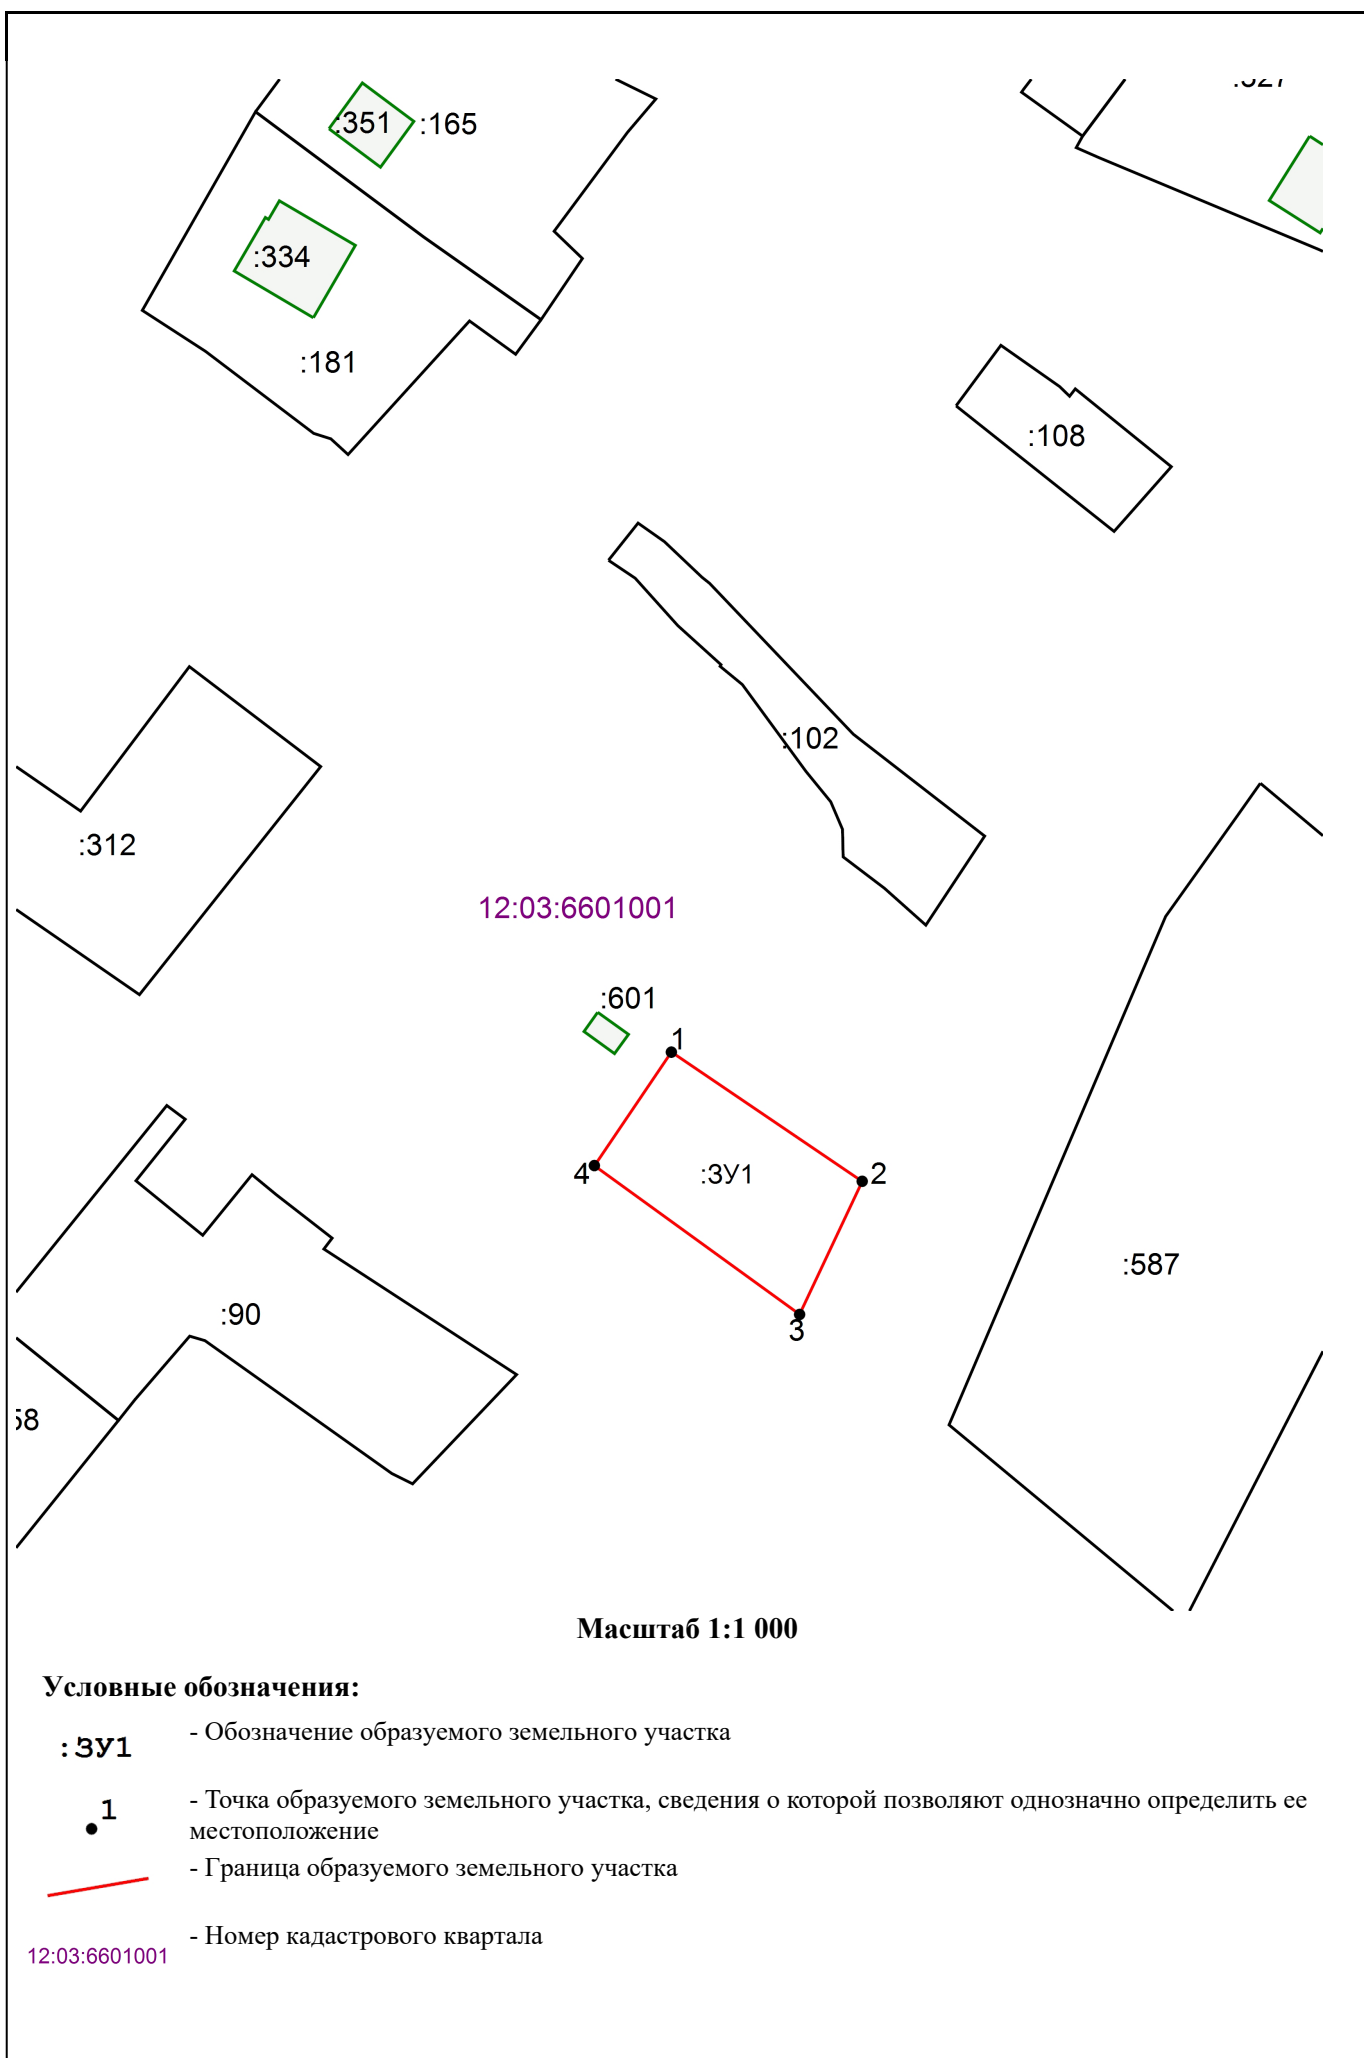 :351 :165
:334
:181
:108
:102
:312
12:03:6601001
:601
1
4 :ЗУ1 2
:587
:90
3
Масштаб 1:1 000
Условные обозначения:
:ЗУ1 - Обозначение образуемого земельного участка
1 - Точка образуемого земельного участка, сведения о которой позволяют однозначно определить ее
местоположение
- Граница образуемого земельного участка
- Номер кадастрового квартала
12:03:6601001